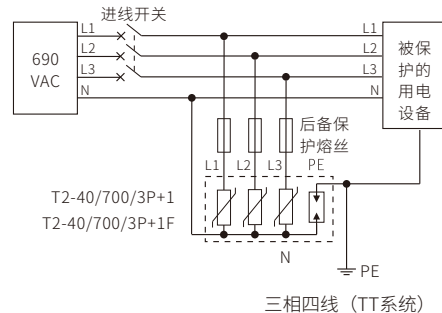 进线开关
L1
L2
L3
N
690
VAC
L1
L2
L3
N
被保
护的
用电
设备
后备保
护熔丝
L1
L2
L3
PE
T2-40/700/3P+1
T2-40/700/3P+1F
N
PE
三相四线（TT系统）